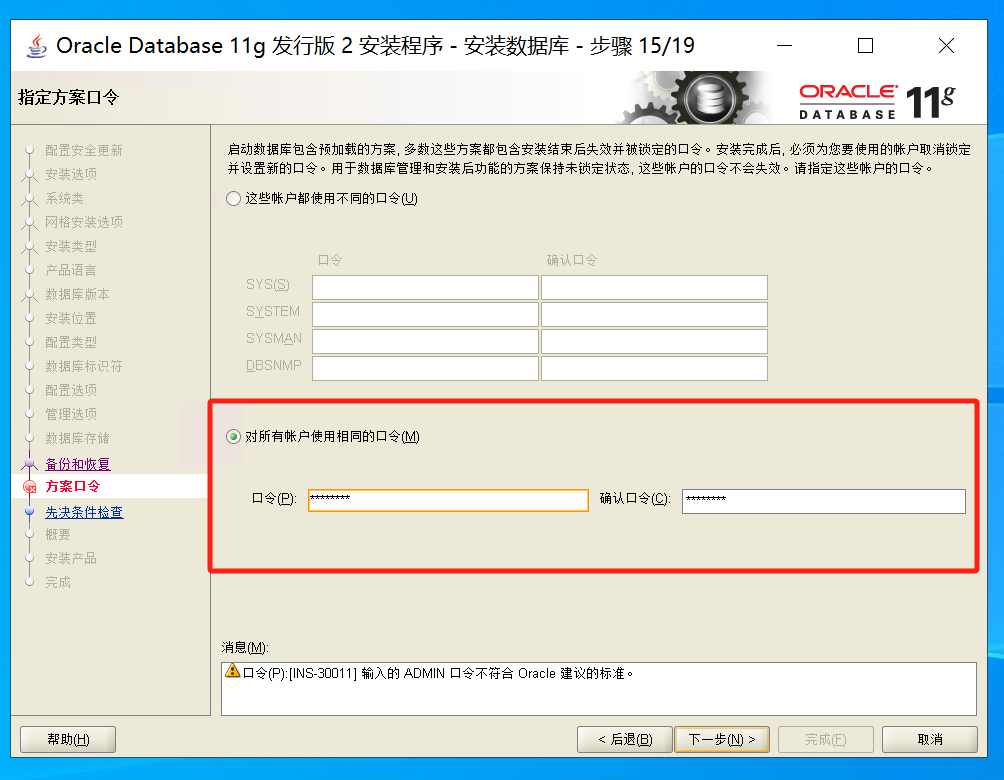 Oracle Database 11g 发行版 2 安装程序 - 安装数据库 - 步骤 15/19
指定方案口令
ORACLE
DATABASE
11g
配置安全更新
安装选项
系统类
网格安装选项
安装类型
产品语言
数据库版本
安装位置
配置类型
数据库标识符
配置选项
管理选项
数据库存储
备份和恢复
方案口令
先决条件检查
概要
安装产品
完成
启动数据库包含预加载的方案, 多数这些方案都包含安装结束后失效并被锁定的口令。安装完成后, 必须为您要使用的帐户取消锁定
并设置新的口令。用于数据库管理和安装后功能的方案保持未锁定状态, 这些帐户的口令不会失效。请指定这些帐户的口令。
这些帐户都使用不同的口令(U)
口令 确认口令
SYS(S)
SYSTEM
SYSMAN
DBSNMP
对所有帐户使用相同的口令(M)
口令(P): ******** 确认口令(C): ********
消息(M):
口令(P):[INS-30011] 输入的 ADMIN 口令不符合 Oracle 建议的标准。
帮助(H) < 后退(B) 下一步(N) > 完成(F) 取消